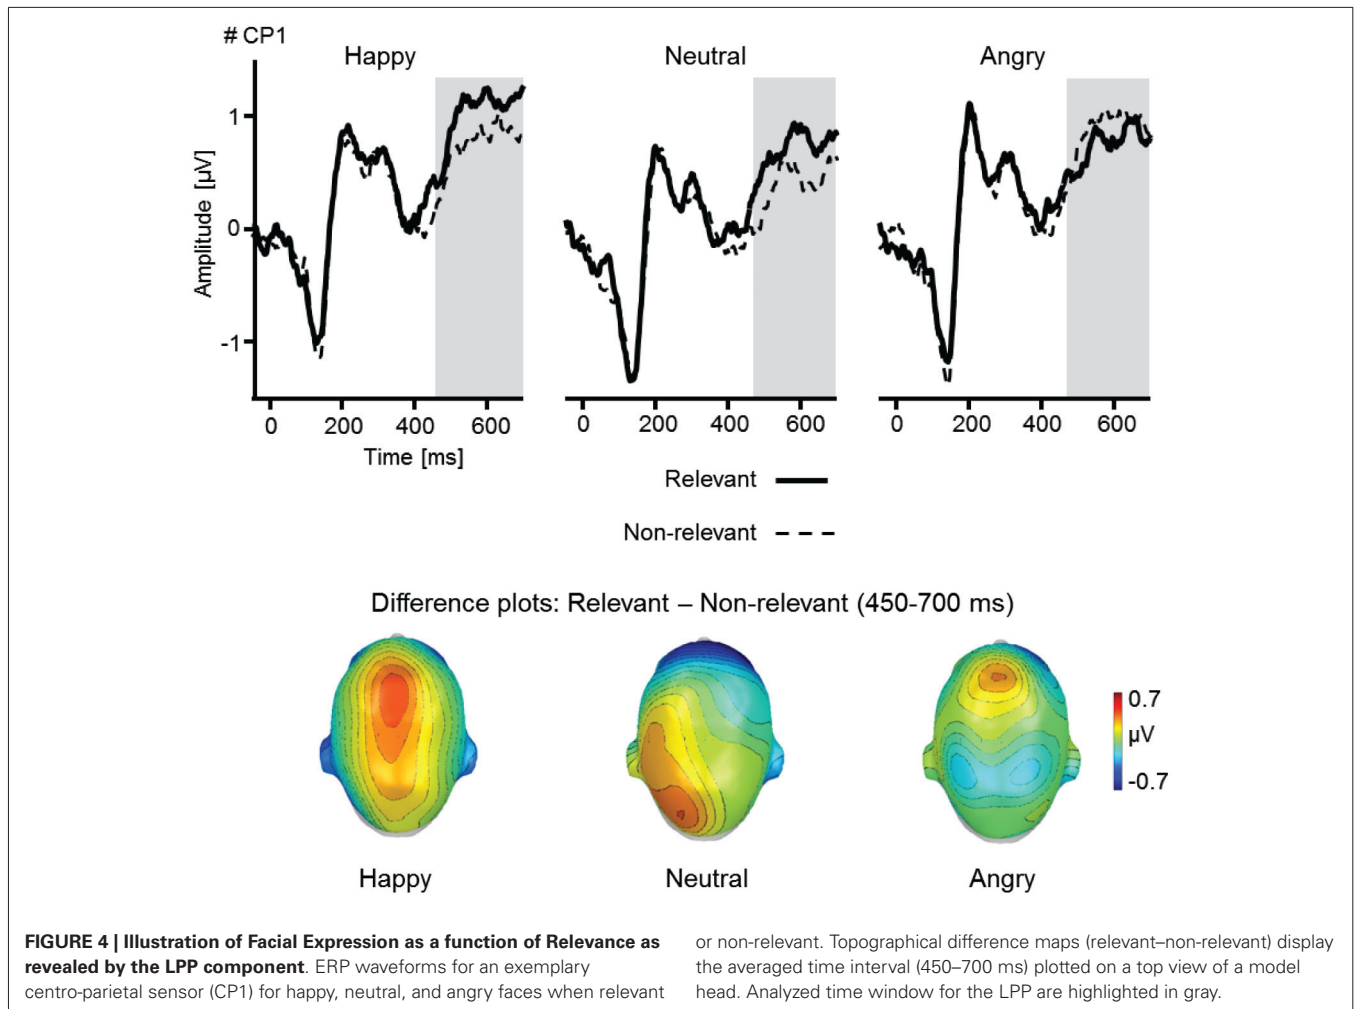 # CP1
Happy
Neutral
Angry
Amplitude [µV]
1
0
-1
0 200 400 600
0 200 400 600
0 200 400 600
Time [ms]
Relevant
Non-relevant
Difference plots: Relevant – Non-relevant (450-700 ms)
0.7
µV
-0.7
Happy
Neutral
Angry
FIGURE 4 | Illustration of Facial Expression as a function of Relevance as
revealed by the LPP component. ERP waveforms for an exemplary
centro-parietal sensor (CP1) for happy, neutral, and angry faces when relevant
or non-relevant. Topographical difference maps (relevant–non-relevant) display
the averaged time interval (450–700 ms) plotted on a top view of a model
head. Analyzed time window for the LPP are highlighted in gray.